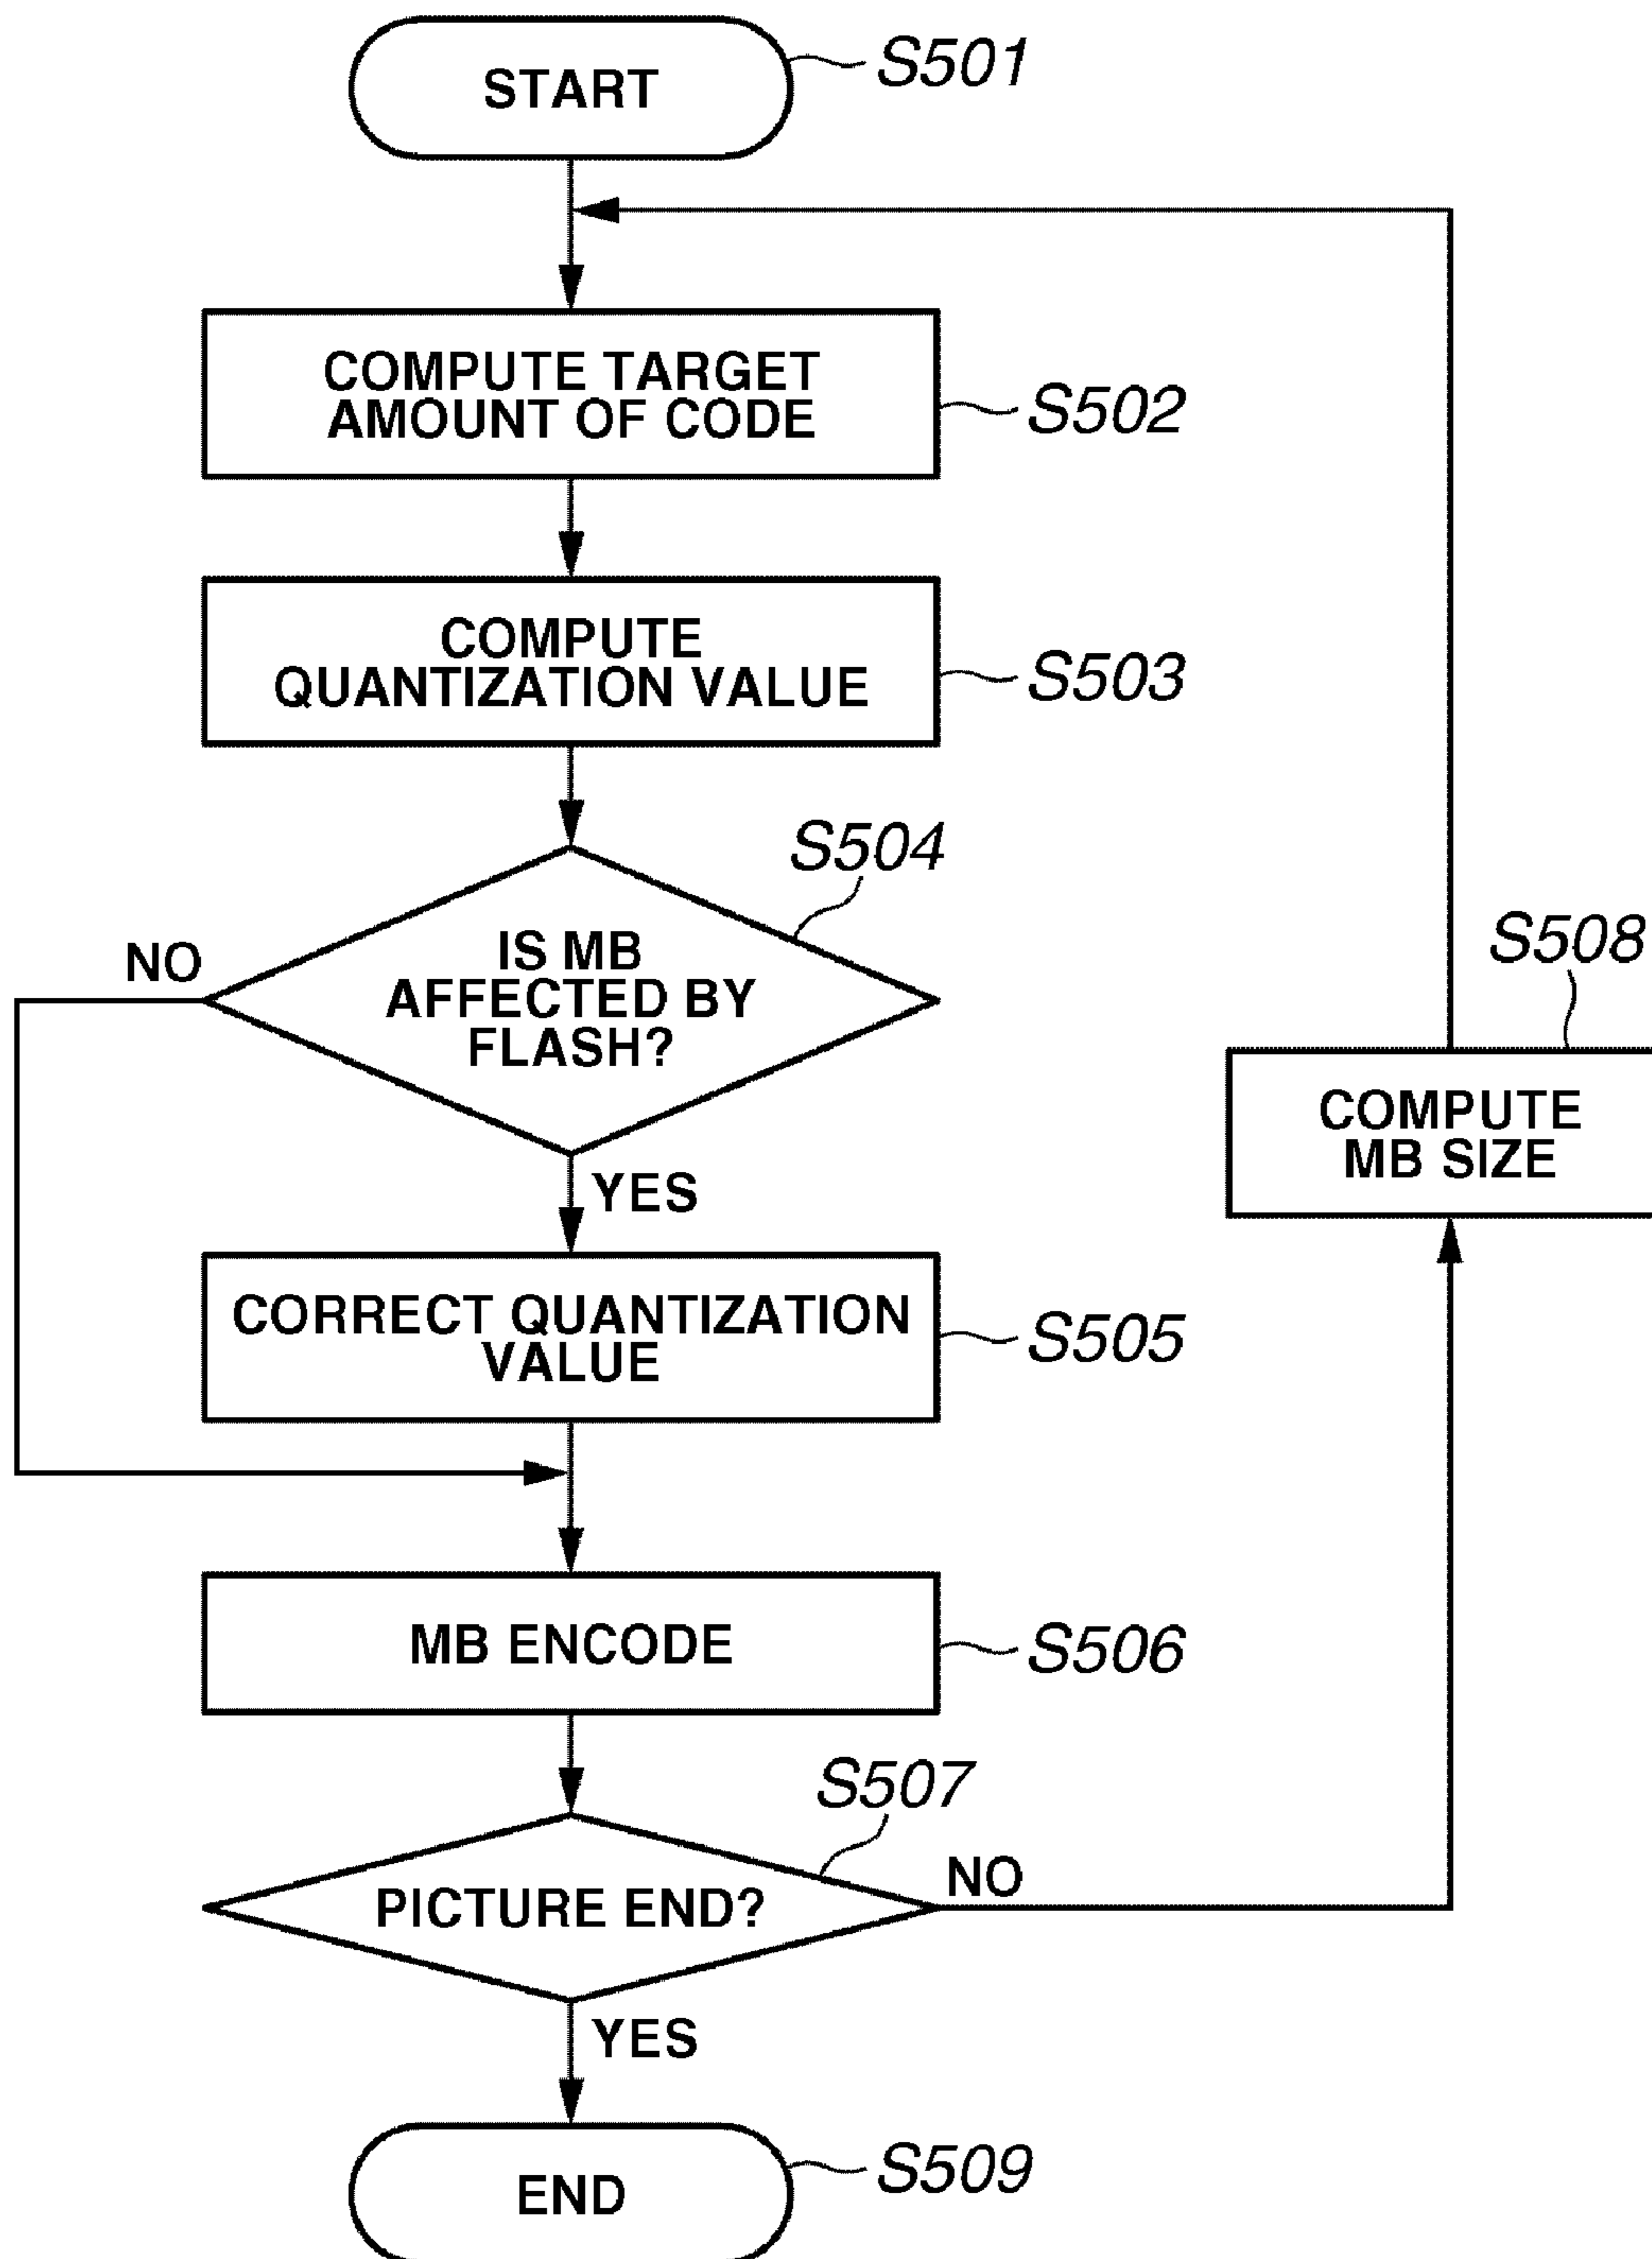 START
S501
COMPUTE TARGET
AMOUNT OF CODE
S502
COMPUTE
QUANTIZATION VALUE
S503
S504
IS MB
AFFECTED BY
FLASH?
NO
YES
S508
COMPUTE
MB SIZE
CORRECT QUANTIZATION
VALUE
S505
MB ENCODE
S506
S507
PICTURE END?
NO
YES
END
S509